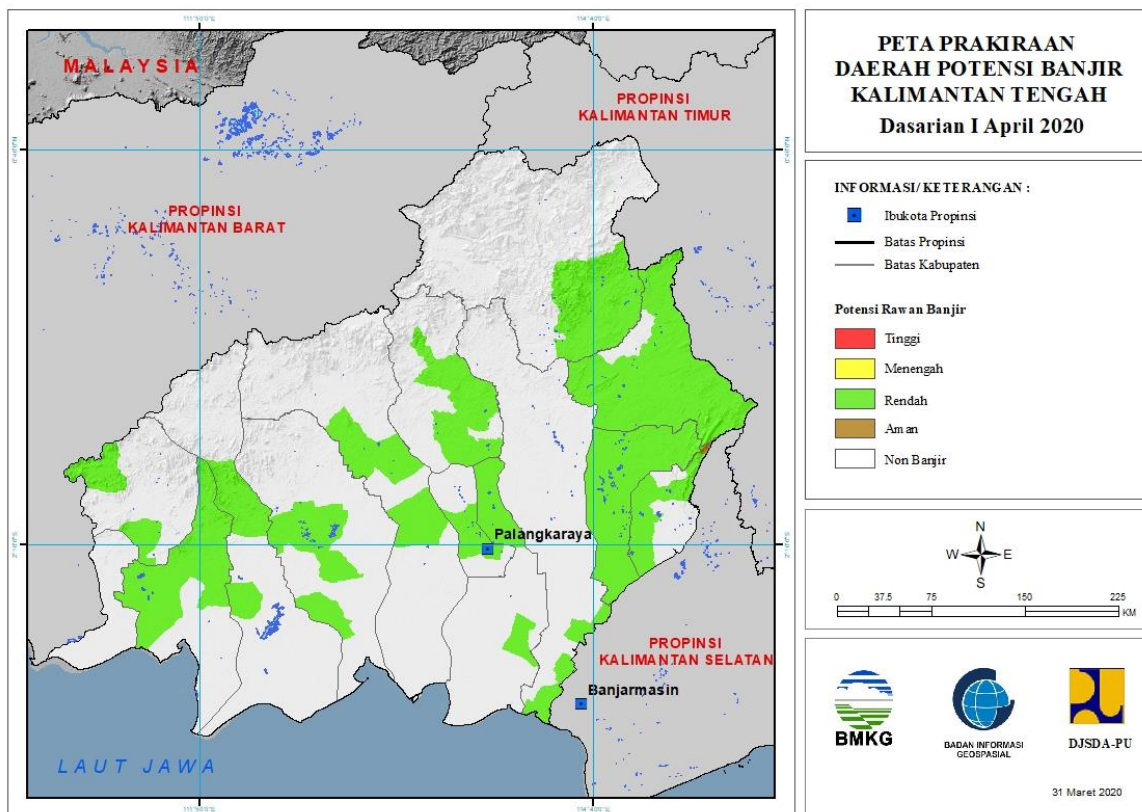 PETA PRAKIRAAN
DAERAH POTENSI BANJIR
KALIMANTAN TENGAH
Dasarian I April 2020
MALAYSIA
PROPINSI
KALIMANTAN TIMUR
PROPINSI
KALIMANTAN BARAT
Palangkaraya
PROPINSI
KALIMANTAN SELATAN
Banjarmasin
LAUT JAWA
INFORMASI/ KETERANGAN :
Ibukota Propinsi
Batas Propinsi
Batas Kabupaten
Potensi Rawan Banjir
Tinggi
Menengah
Rendah
Aman
Non Banjir
N
W E
S
0 37.5 75 150 225
KM
BMKG
BADAN INFORMASI
GEOSPASIAL
DJSDA-PU
31 Maret 2020